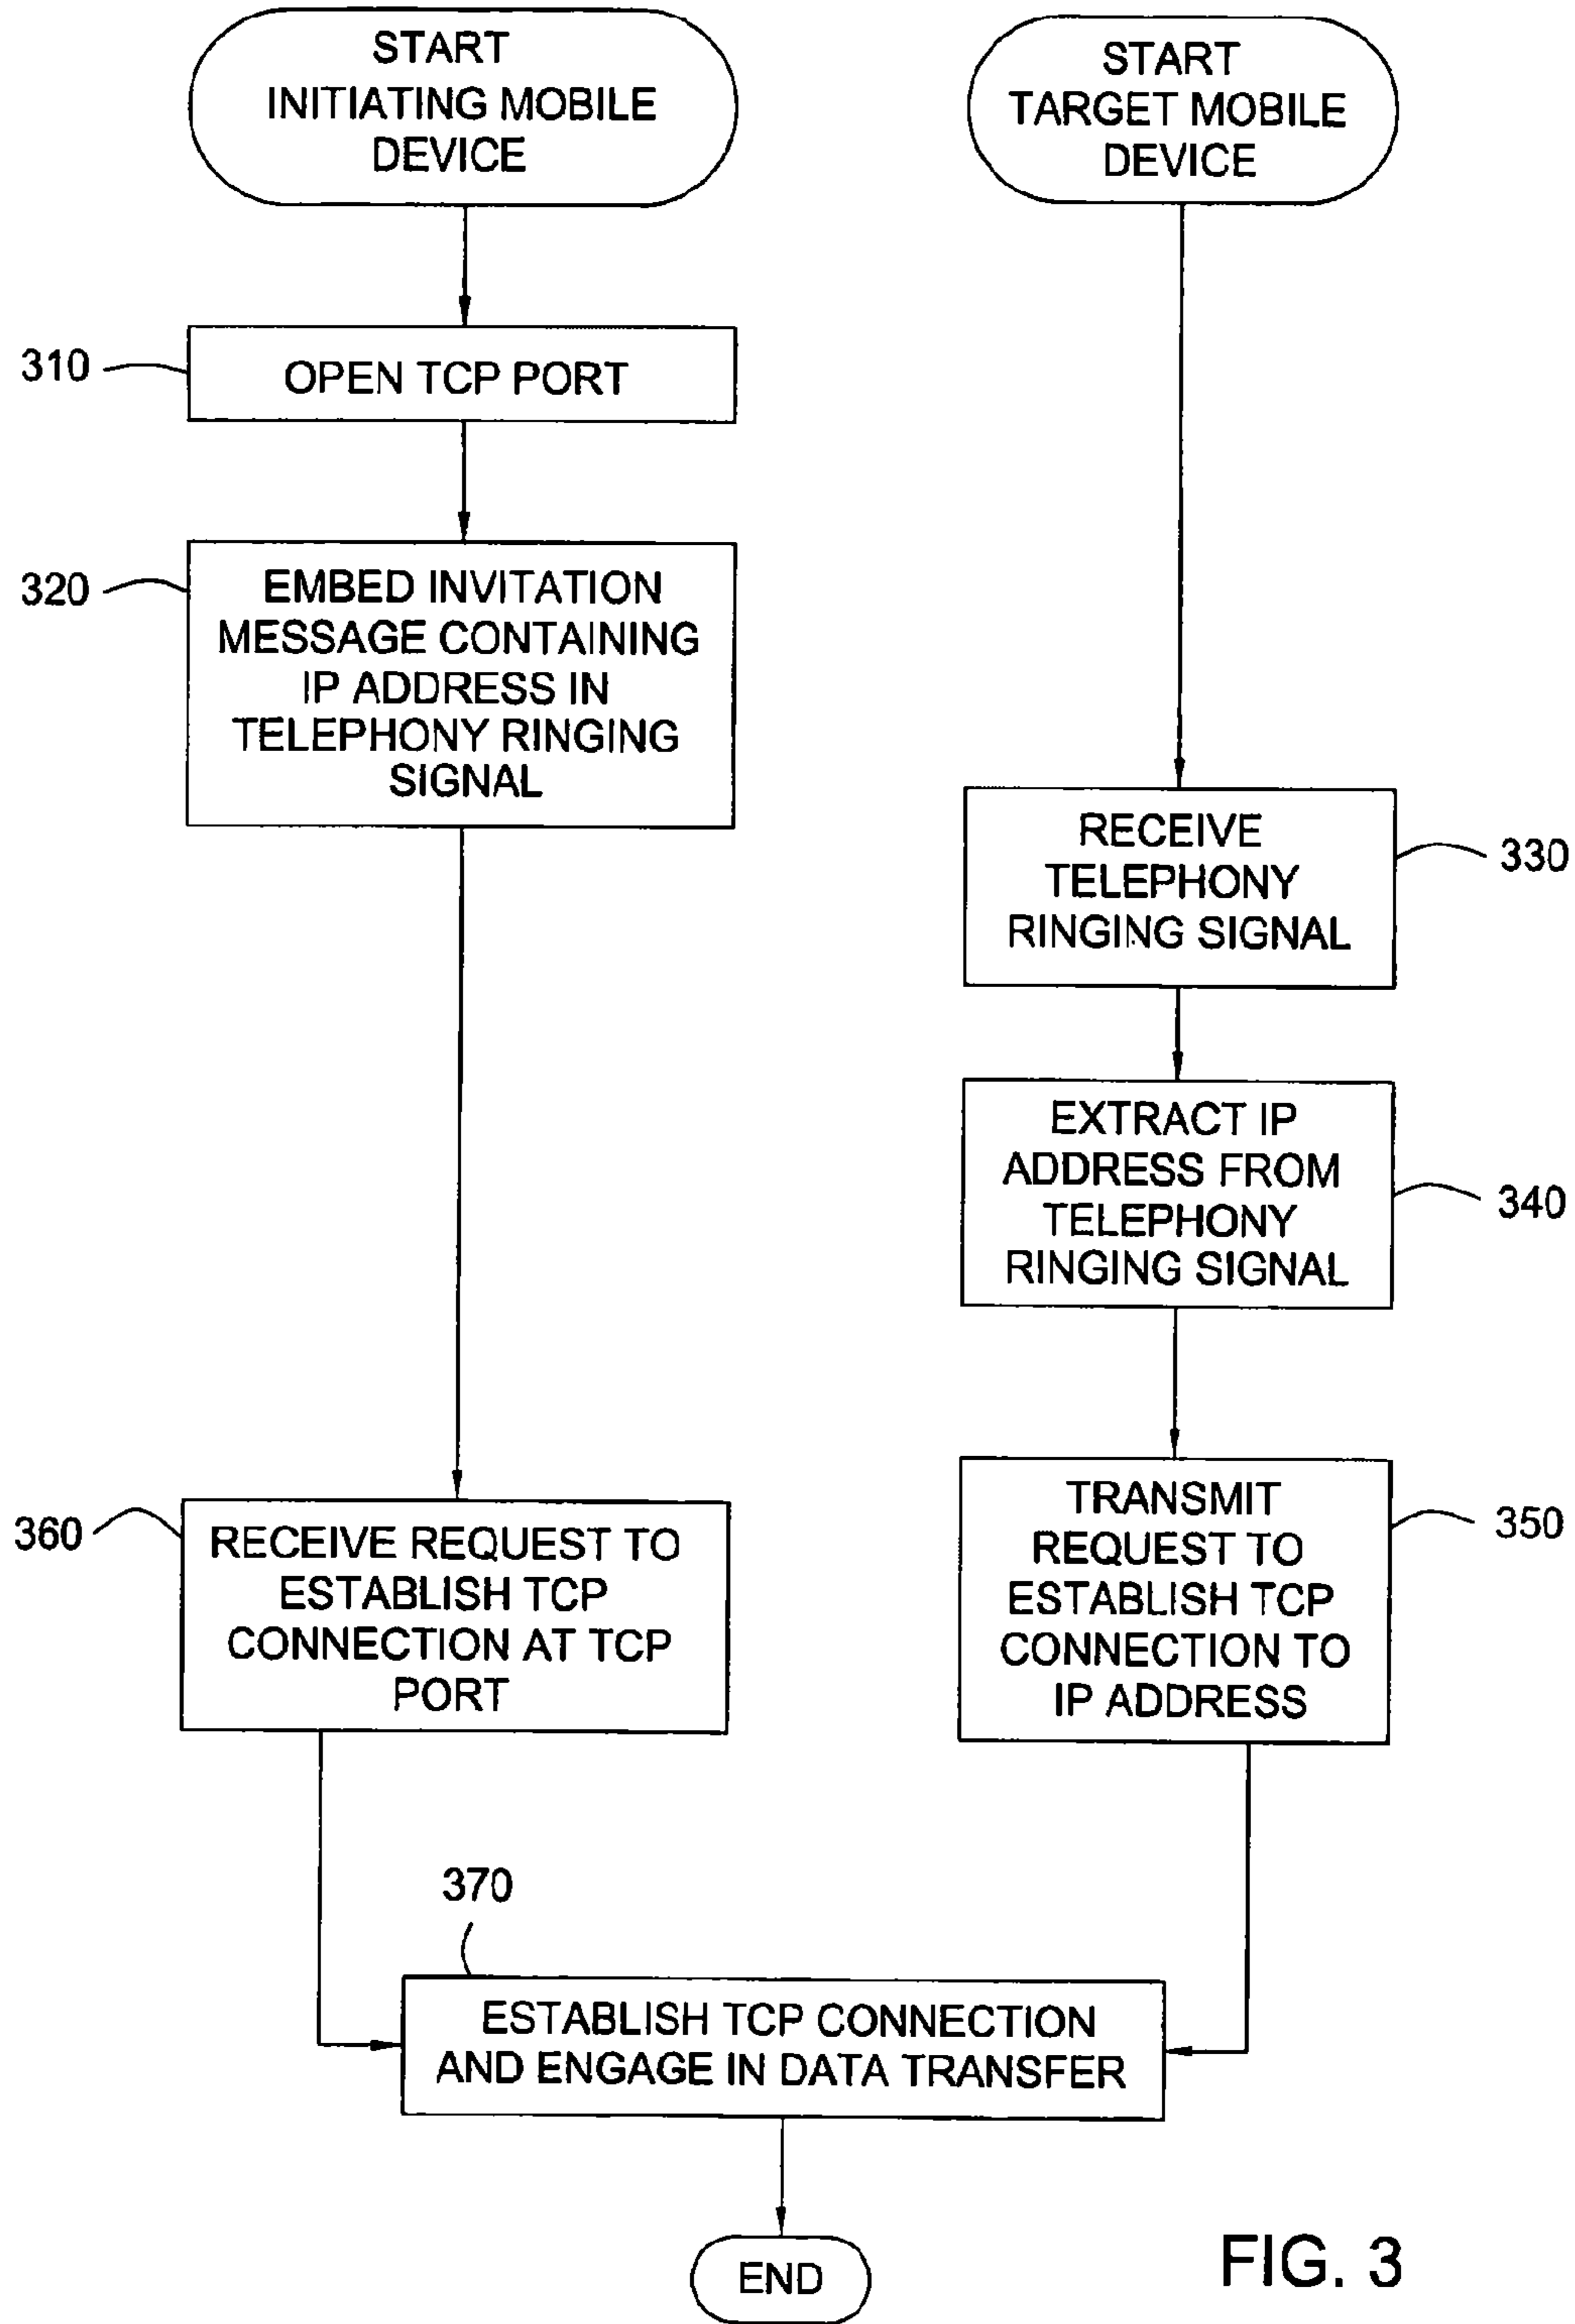 START
INITIATING MOBILE
DEVICE
START
TARGET MOBILE
DEVICE
310
OPEN TCP PORT
320
EMBED INVITATION
MESSAGE CONTAINING
IP ADDRESS IN
TELEPHONY RINGING
SIGNAL
RECEIVE
TELEPHONY
RINGING SIGNAL
330
EXTRACT IP
ADDRESS FROM
TELEPHONY
RINGING SIGNAL
340
TRANSMIT
REQUEST TO
ESTABLISH TCP
CONNECTION TO
IP ADDRESS
350
360
RECEIVE REQUEST TO
ESTABLISH TCP
CONNECTION AT TCP
PORT
370
ESTABLISH TCP CONNECTION
AND ENGAGE IN DATA TRANSFER
END
FIG. 3